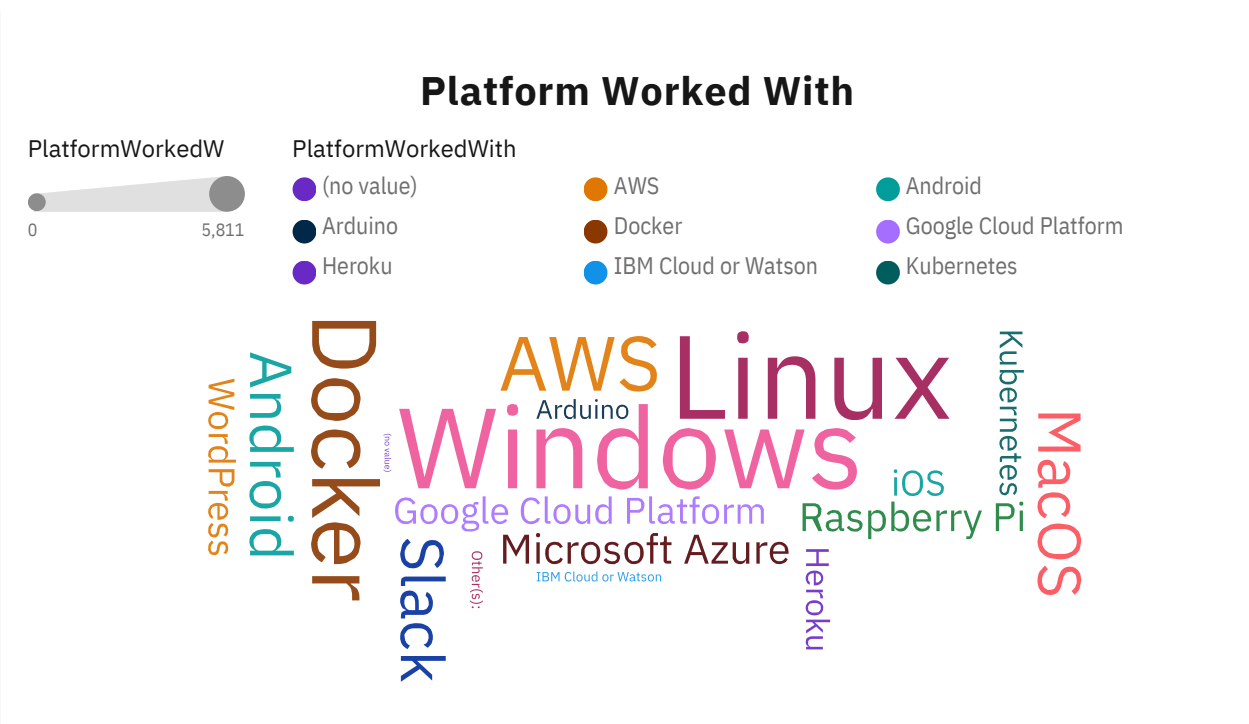 Platform Worked With
PlatformWorkedW
0
5,811
PlatformWorkedWith
(no value)
AWS
Android
Arduino
Docker
Google Cloud Platform
Heroku
IBM Cloud or Watson
Kubernetes
WordPress
Android
Docker
(no value)
AWS
Linux
Arduino
Windows
Google Cloud Platform
Microsoft Azure
IBM Cloud or Watson
Slack
Other(s):
iOS
Raspberry Pi
Heroku
Kubernetes
MacOS